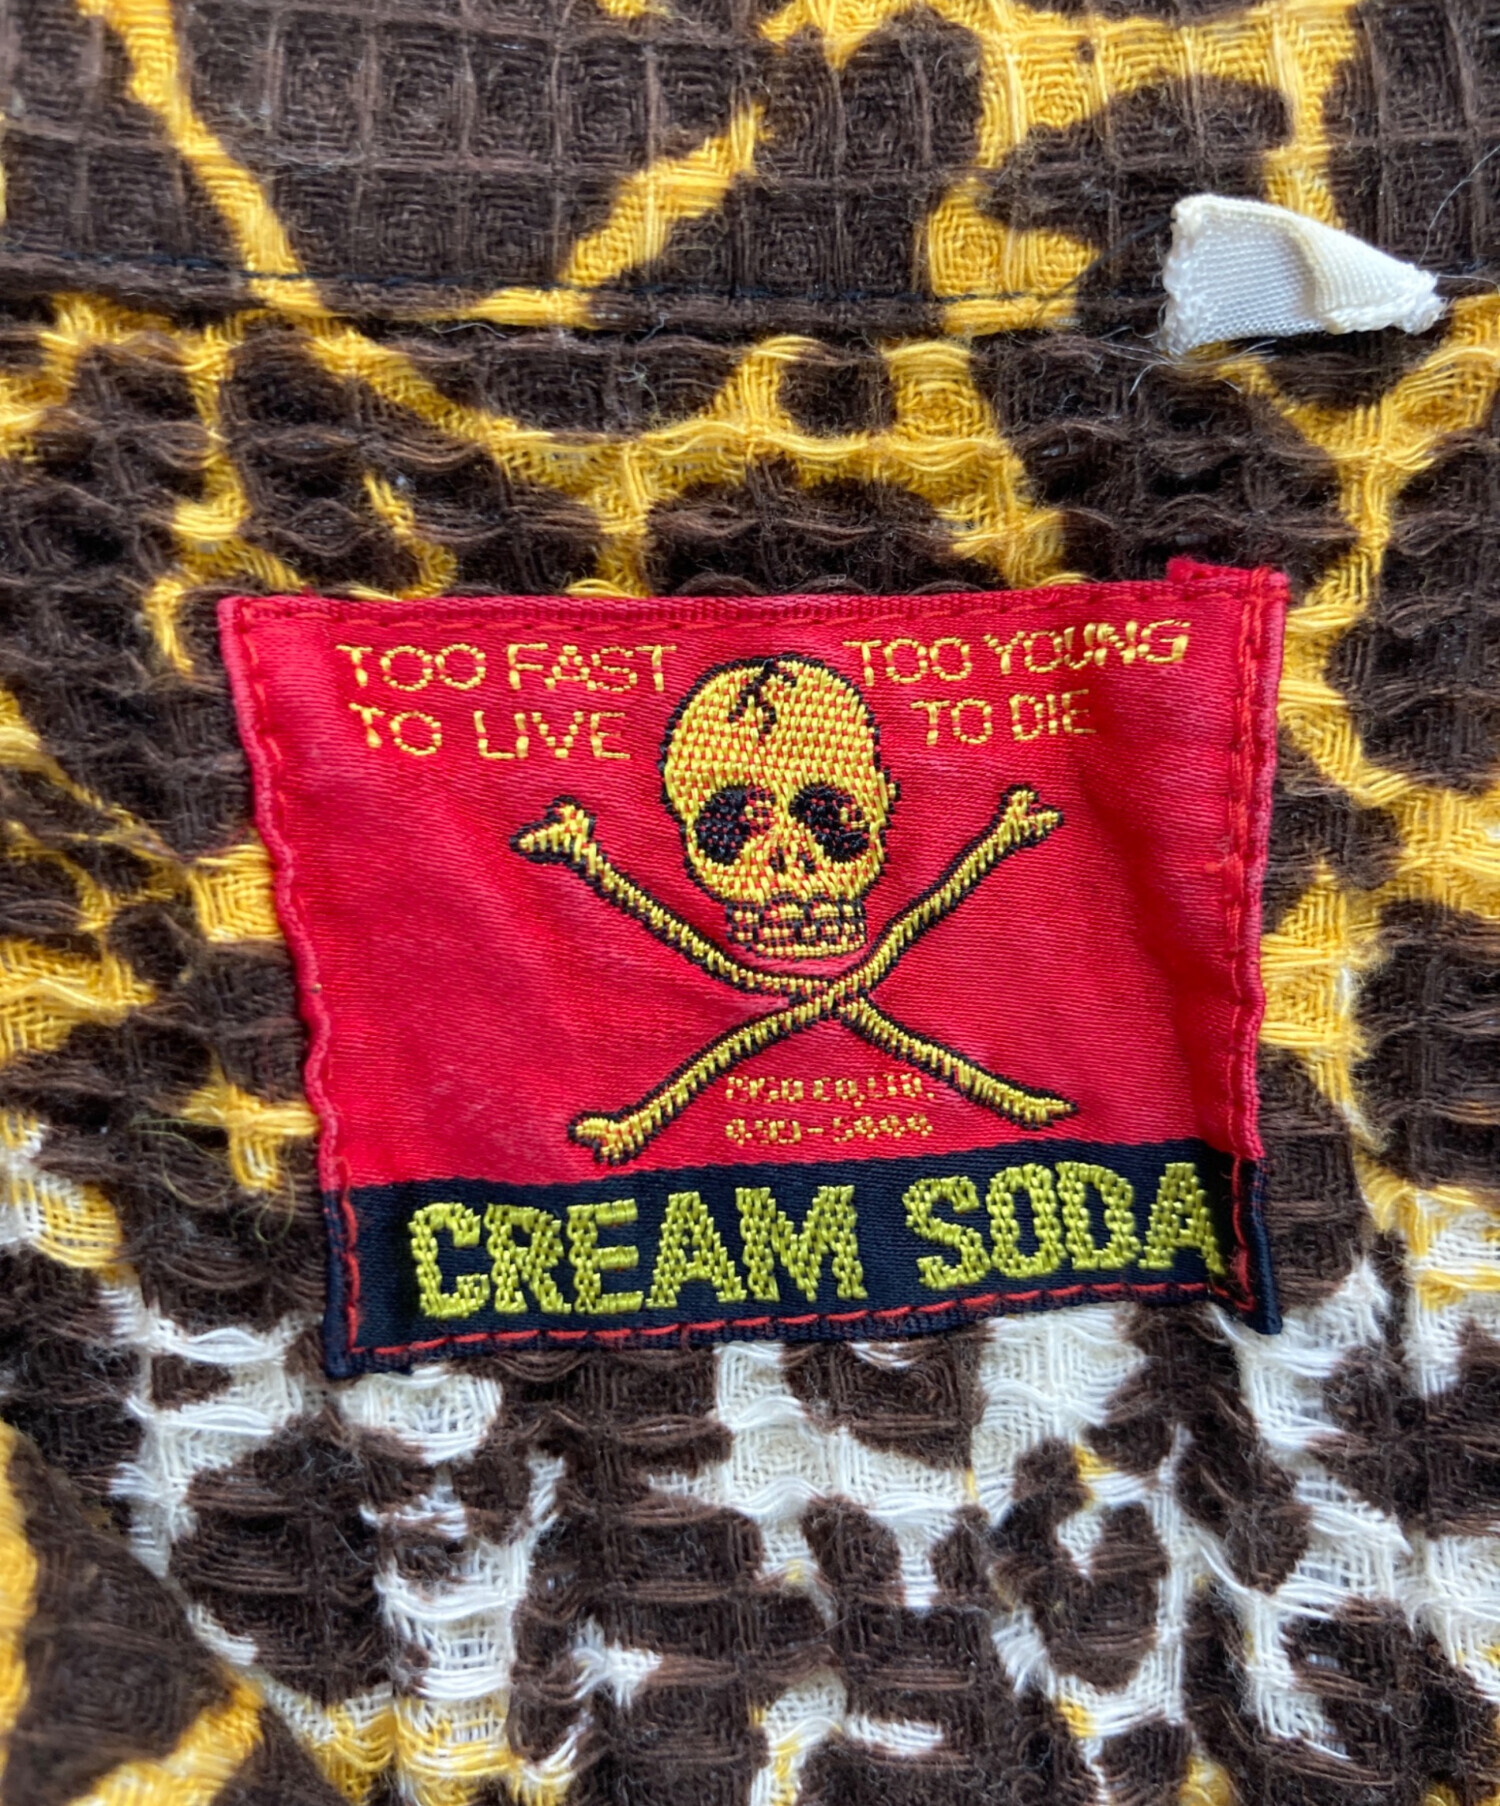 TOO FAST TOO YOUNG
TO LIVE TO DIE
CREAM SODA